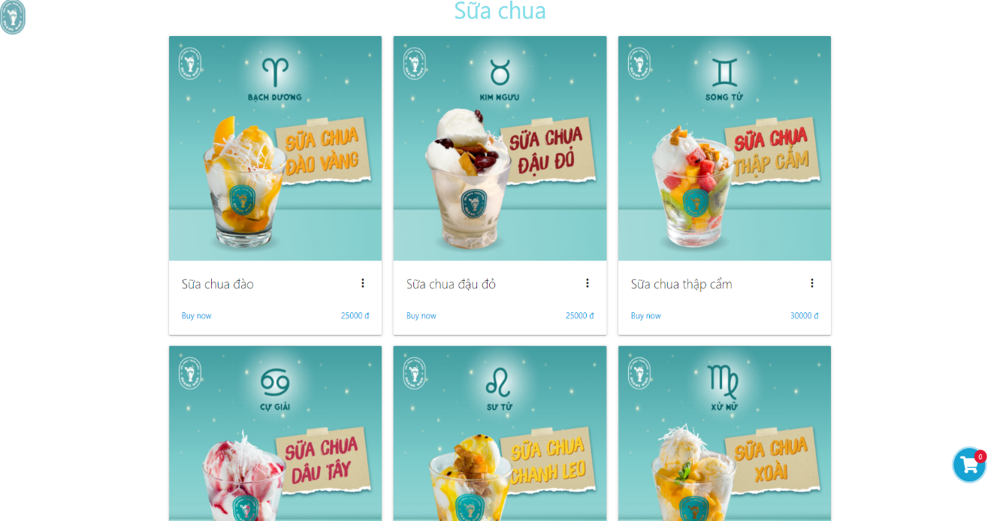 Sữa chua
BẠCH DƯƠNG
SỮA CHUA
ĐÀO VÀNG
KIM NGƯU
SỮA CHUA
ĐẬU ĐỎ
SONG TỬ
SỮA CHUA
THẬP CẨM
Sữa chua đào
Buy now
25000 đ
Sữa chua đậu đỏ
Buy now
25000 đ
Sữa chua thập cẩm
Buy now
30000 đ
CỰ GIẢI
SỮA CHUA
DÂU TÂY
SƯ TỬ
SỮA CHUA
CHANH LEO
XỬ NỮ
SỮA CHUA
XOÀI
0